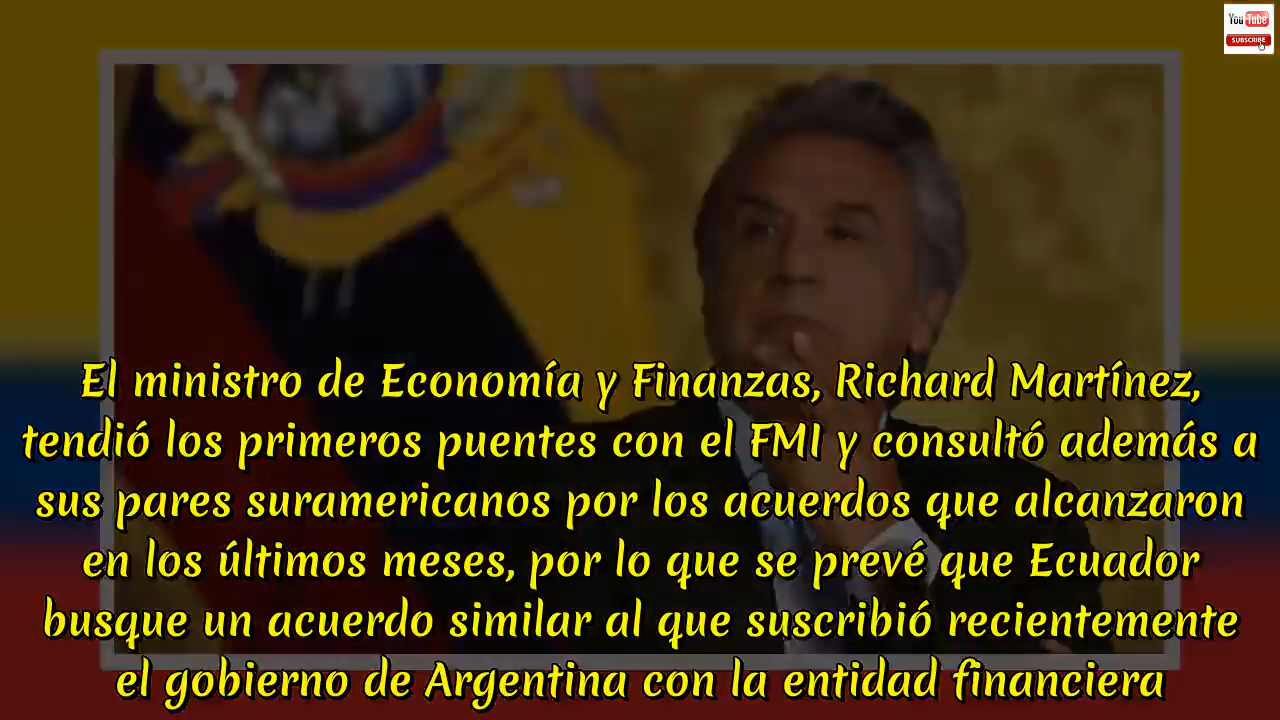 You Tube
SUBSCRIBE
El ministro de Economía y Finanzas, Richard Martínez,
tendió los primeros puentes con el FMI y consultó además a
sus pares suramericanos por los acuerdos que alcanzaron
en los últimos meses, por lo que se prevé que Ecuador
busque un acuerdo similar al que suscribió recientemente
el gobierno de Argentina con la entidad financiera